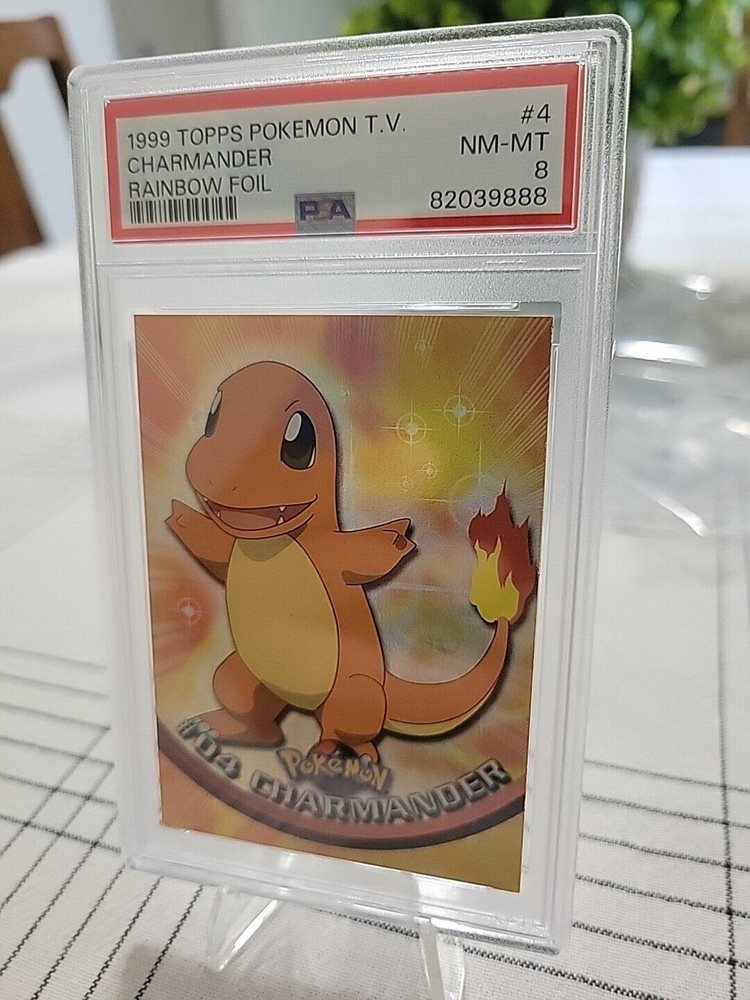 1999 TOPPS POKEMON T.V. #4
CHARMANDER NM-MT
RAINBOW FOIL 8
PSA 82039888
POKéMON
#04 CHARMANDER